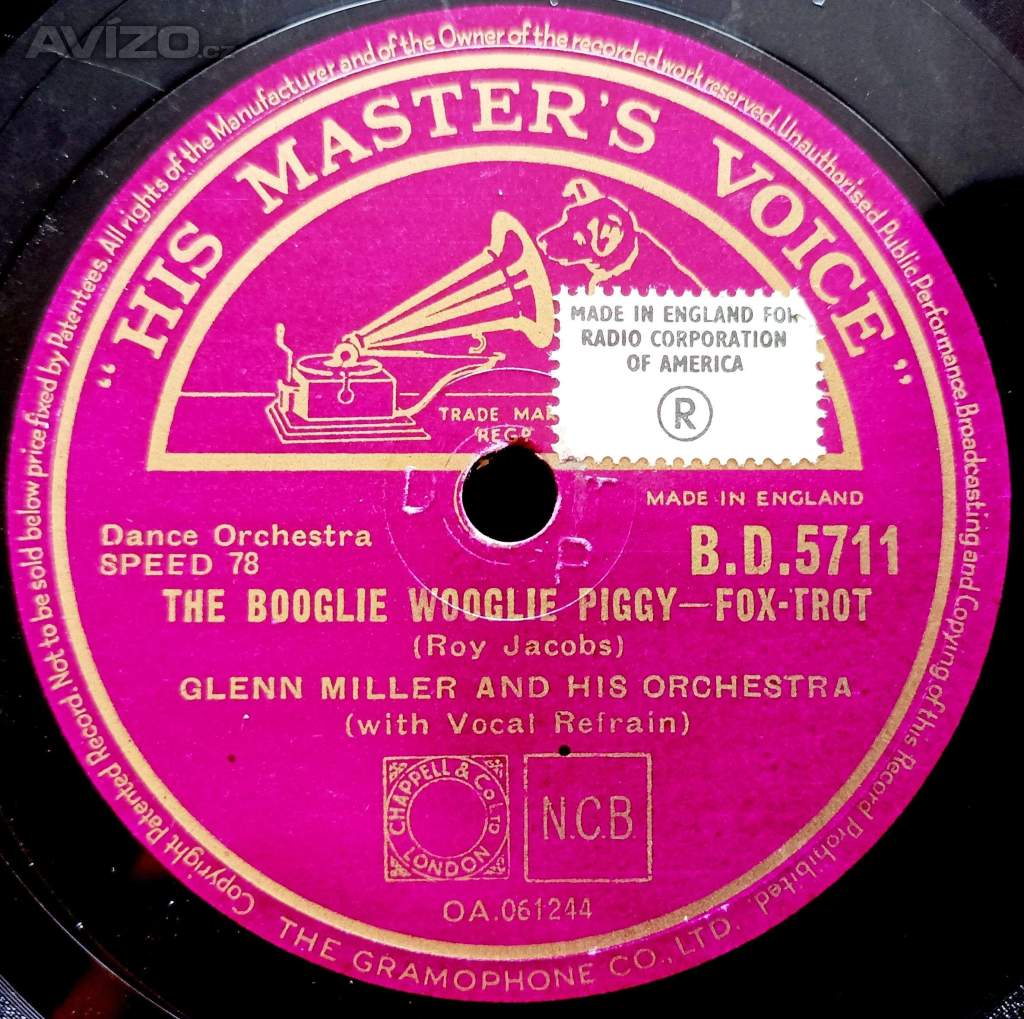 AVÍZO.cz
Copyright Patented Record. Not to be sold below price fixed by Patentees. All rights of the Manufacturer and of the Owner of the recorded work reserved. Unauthorised Public Performance. Broadcasting and Copying of this Record Prohibited.
"HIS MASTER'S VOICE"
MADE IN ENGLAND FOR
RADIO CORPORATION
OF AMERICA
R
TRADE MAR
REGD
MADE IN ENGLAND
Dance Orchestra
SPEED 78
B.D.5711
THE BOOGLIE WOOGLIE PIGGY—FOX-TROT
(Roy Jacobs)
GLENN MILLER AND HIS ORCHESTRA
(with Vocal Refrain)
CHAPPELL & CO LTD
LONDON
N.C.B.
OA.061244
THE GRAMOPHONE CO., LTD.